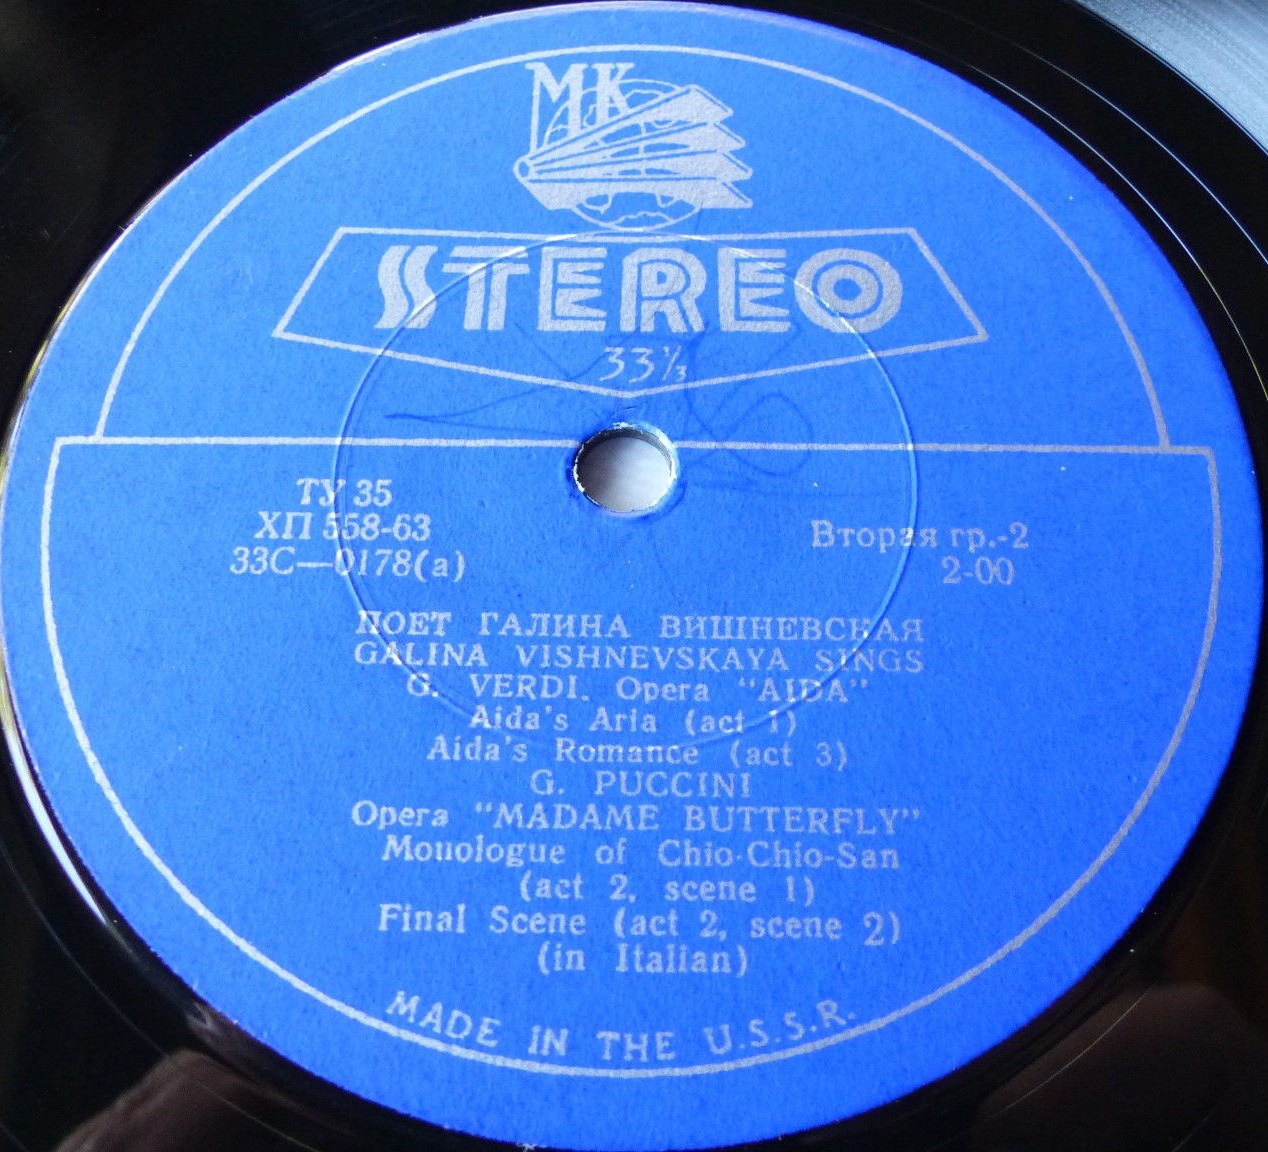 МК
STEREO
33⅓
ТУ 35
ХП 558-63
33С—0178(а)
Вторая гр.-2
2-00
ПОЕТ ГАЛИНА ВИШНЕВСКАЯ
GALINA VISHNEVSKAYA SINGS
G. VERDI. Opera "AIDA"
Aida's Aria (act 1)
Aida's Romance (act 3)
G. PUCCINI
Opera "MADAME BUTTERFLY"
Monologue of Chio-Chio-San
(act 2, scene 1)
Final Scene (act 2, scene 2)
(in Italian)
MADE IN THE U.S.S.R.